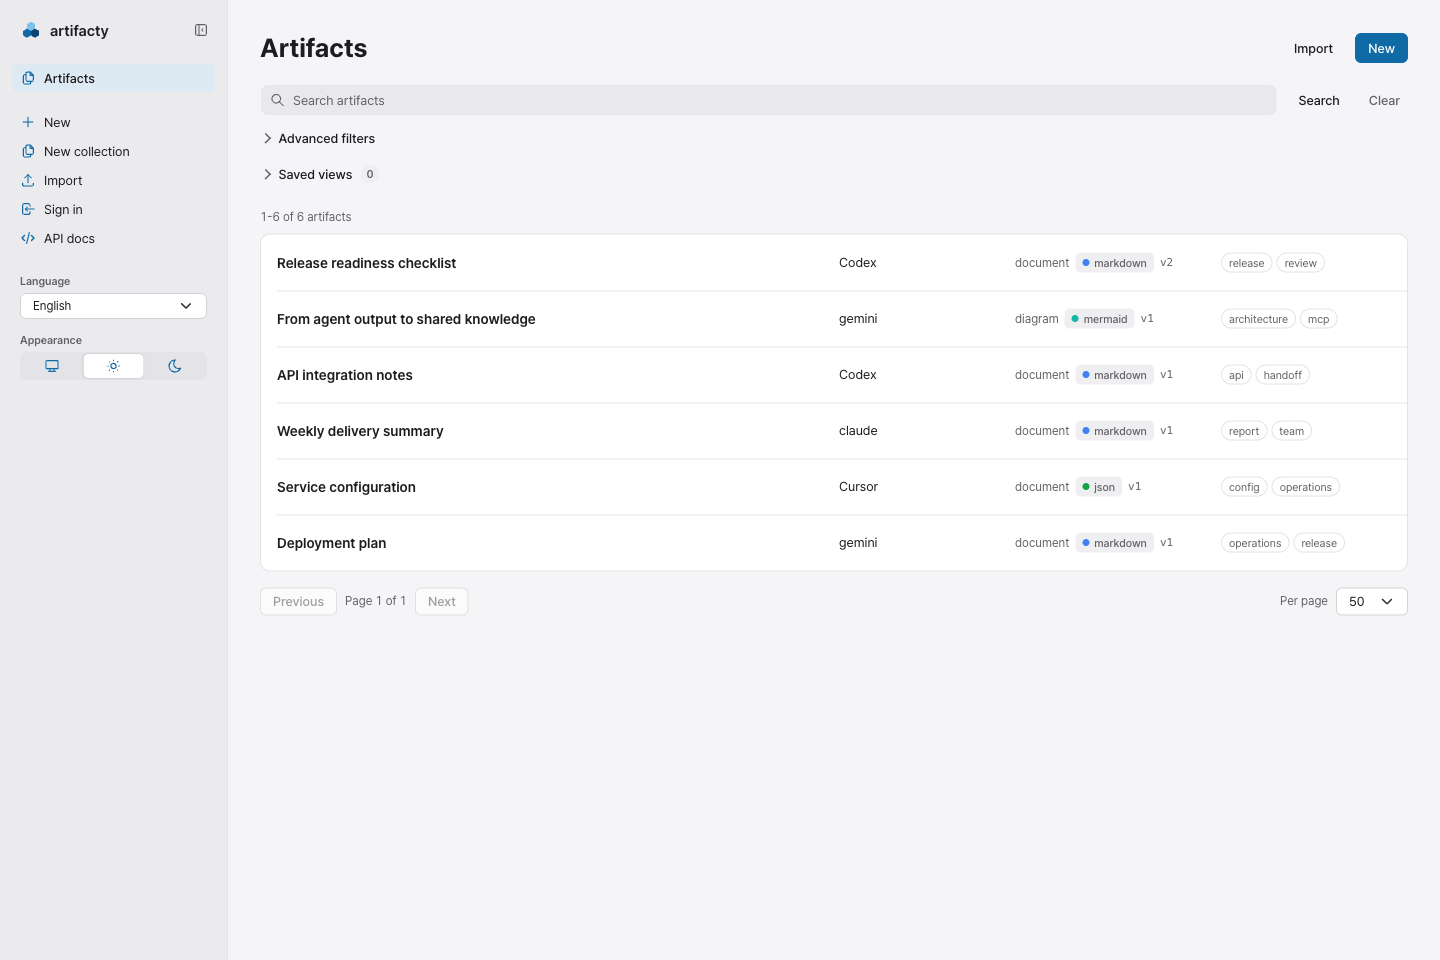 artifacty
Artifacts
New
New collection
Import
Sign in
API docs
Language
English
Appearance
Artifacts
Import
New
Search artifacts
Search
Clear
Advanced filters
Saved views 0
1-6 of 6 artifacts
Release readiness checklist Codex document markdown v2 release review
From agent output to shared knowledge gemini diagram mermaid v1 architecture mcp
API integration notes Codex document markdown v1 api handoff
Weekly delivery summary claude document markdown v1 report team
Service configuration Cursor document json v1 config operations
Deployment plan gemini document markdown v1 operations release
Previous Page 1 of 1 Next Per page 50